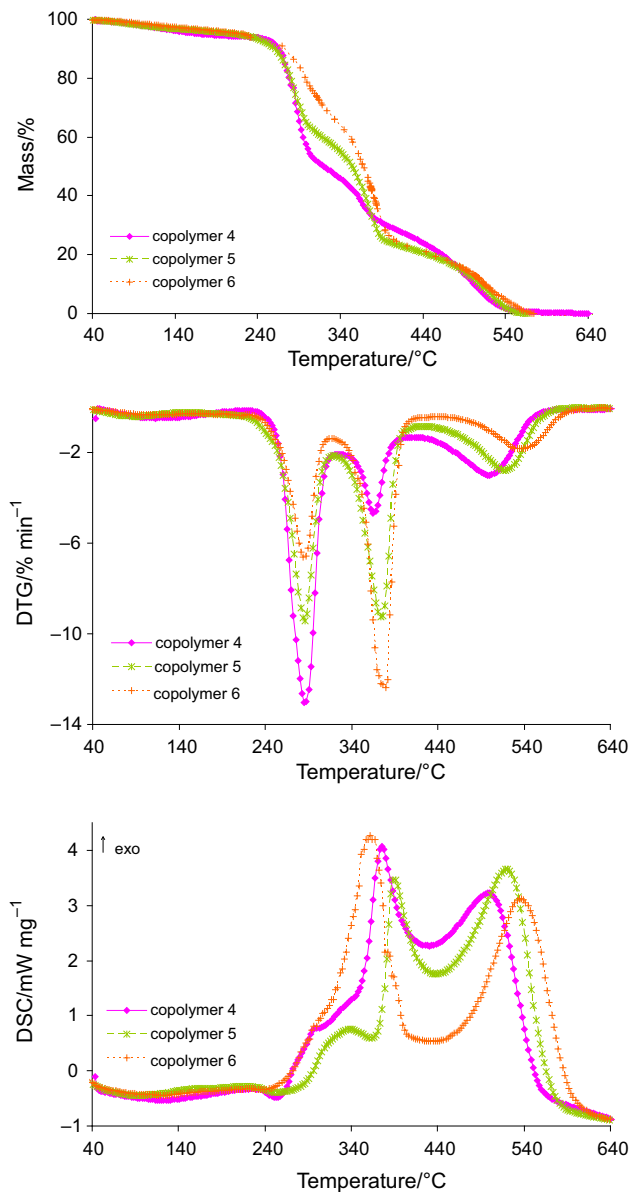 100
80
60
40
20
0
Mass/%
copolymer 4
copolymer 5
copolymer 6
40 140 240 340 440 540 640
Temperature/°C
−2
−6
−10
−14
DTG/% min⁻¹
copolymer 4
copolymer 5
copolymer 6
40 140 240 340 440 540 640
Temperature/°C
4
3
2
1
0
−1
DSC/mW mg⁻¹
↑ exo
copolymer 4
copolymer 5
copolymer 6
40 140 240 340 440 540 640
Temperature/°C